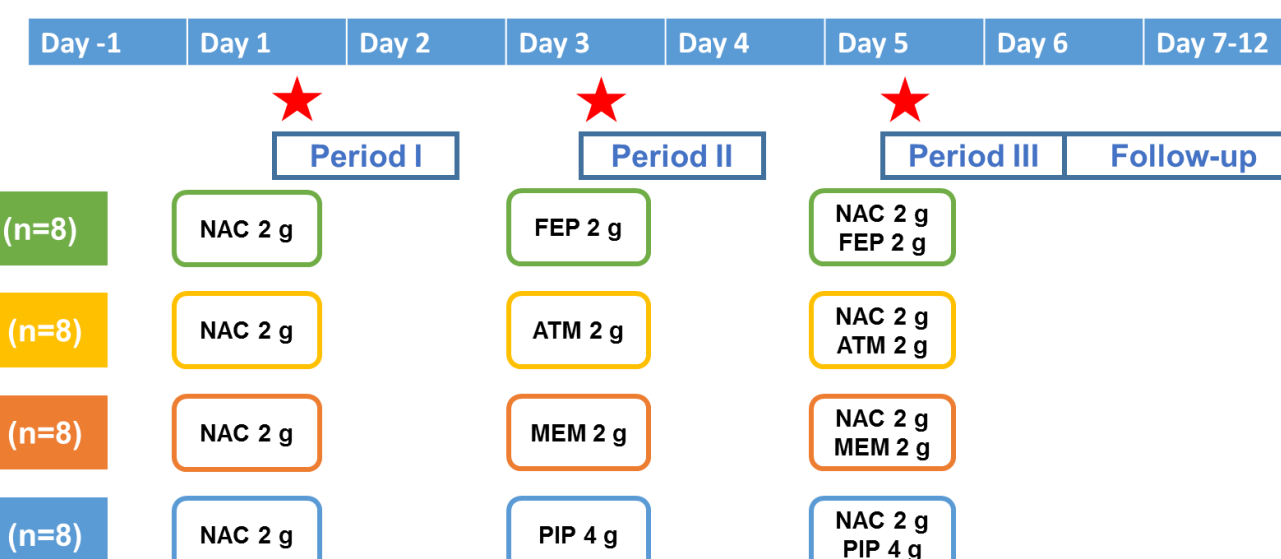 Day -1 Day 1 Day 2 Day 3 Day 4 Day 5 Day 6 Day 7-12
Period I Period II Period III Follow-up
(n=8) NAC 2 g FEP 2 g NAC 2 g
FEP 2 g
(n=8) NAC 2 g ATM 2 g NAC 2 g
ATM 2 g
(n=8) NAC 2 g MEM 2 g NAC 2 g
MEM 2 g
(n=8) NAC 2 g PIP 4 g NAC 2 g
PIP 4 g